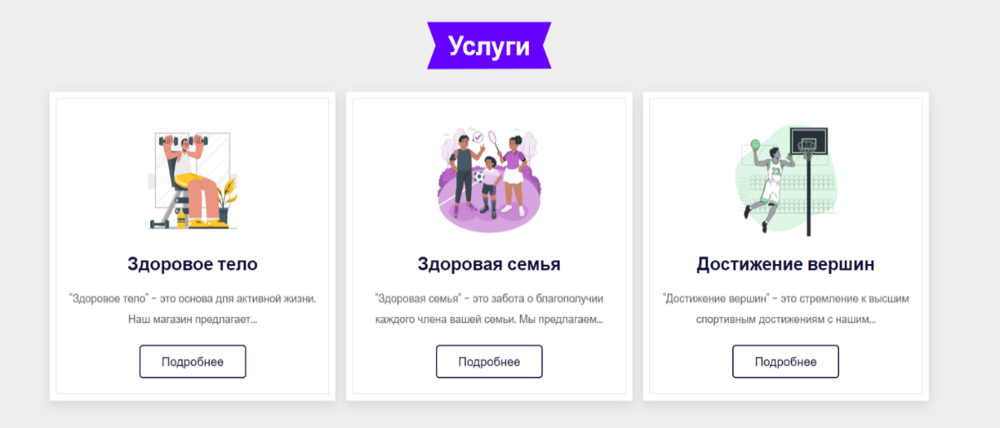 Услуги
Здоровое тело
"Здоровое тело" - это основа для активной жизни.
Наш магазин предлагает...
Подробнее
Здоровая семья
"Здоровая семья" - это забота о благополучии
каждого члена вашей семьи. Мы предлагаем...
Подробнее
23
Достижение вершин
"Достижение вершин" - это стремление к высшим
спортивным достижениям с нашим...
Подробнее